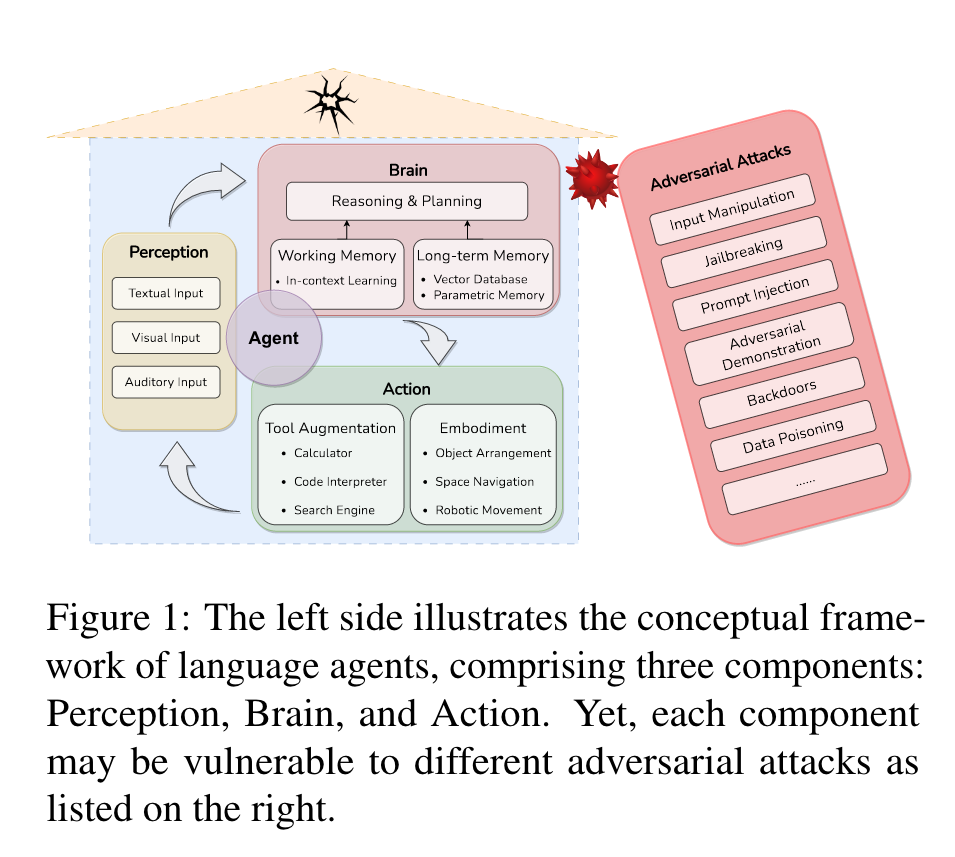 Brain
Reasoning & Planning
Working Memory
• In-context Learning
Long-term Memory
• Vector Database
• Parametric Memory
Perception
Textual Input
Visual Input
Auditory Input
Agent
Action
Tool Augmentation
• Calculator
• Code Interpreter
• Search Engine
Embodiment
• Object Arrangement
• Space Navigation
• Robotic Movement
Adversarial Attacks
Input Manipulation
Jailbreaking
Prompt Injection
Adversarial
Demonstration
Backdoors
Data Poisoning
......
Figure 1: The left side illustrates the conceptual frame-
work of language agents, comprising three components:
Perception, Brain, and Action. Yet, each component
may be vulnerable to different adversarial attacks as
listed on the right.